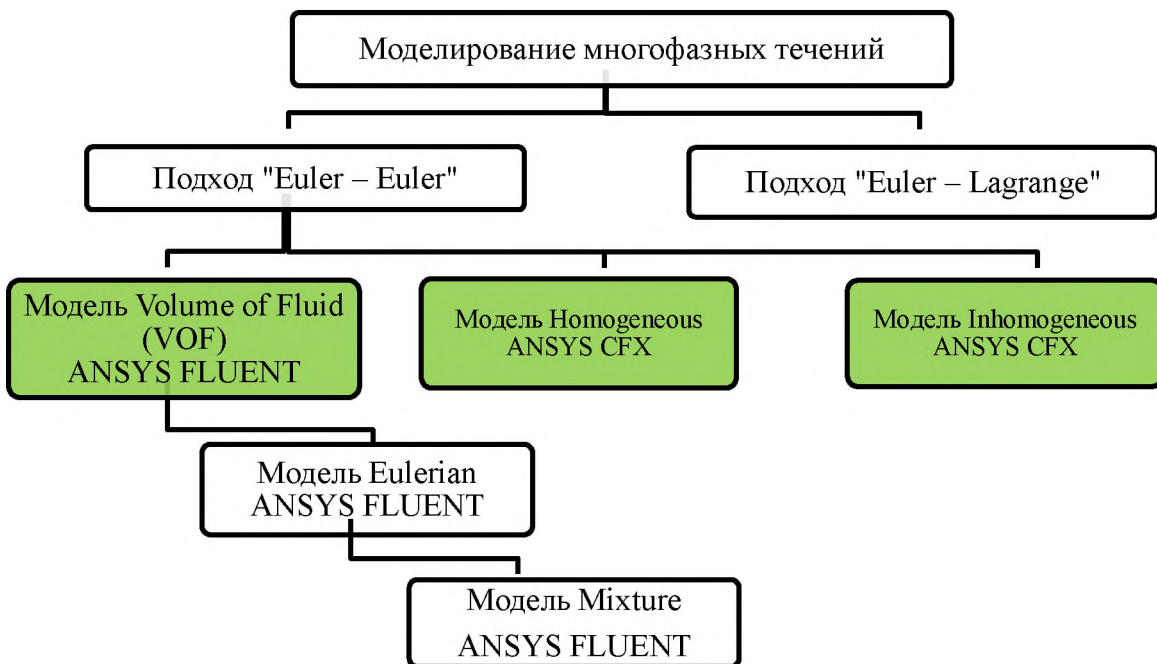 Моделирование многофазных течений
Подход "Euler – Euler"
Подход "Euler – Lagrange"
Модель Volume of Fluid
(VOF)
ANSYS FLUENT
Модель Homogeneous
ANSYS CFX
Модель Inhomogeneous
ANSYS CFX
Модель Eulerian
ANSYS FLUENT
Модель Mixture
ANSYS FLUENT